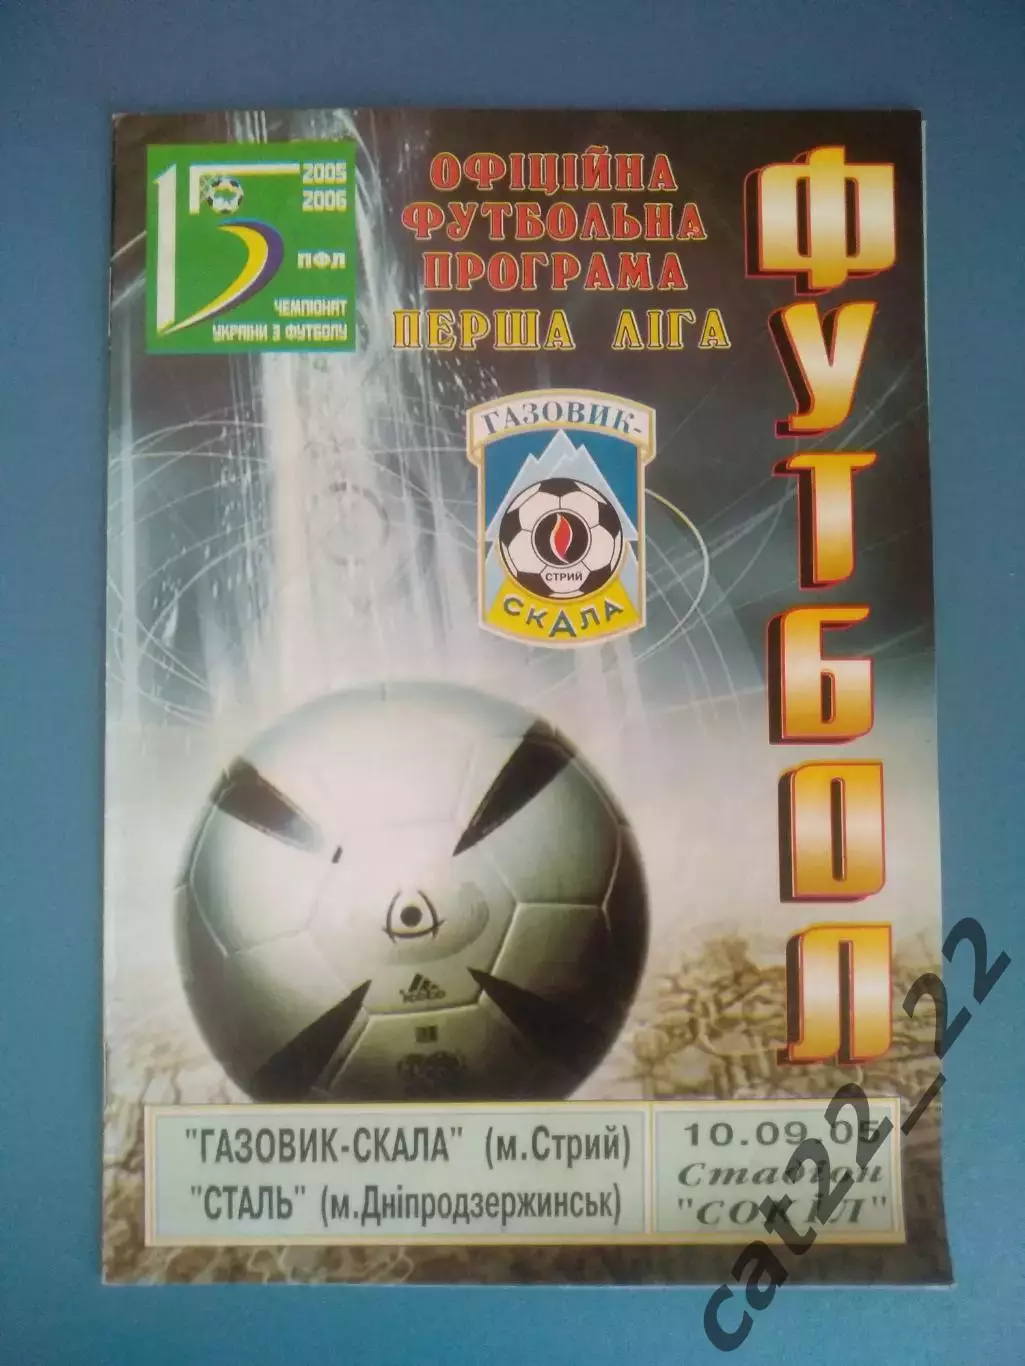 15
2005
2006
ПФЛ
ЧЕМПІОНАТ
УКРАЇНИ З ФУТБОЛУ
ОФІЦІЙНА
ФУТБОЛЬНА
ПРОГРАМА
ПЕРША ЛІГА
ФУТБОЛ
ГАЗОВИК-
СТРИЙ
СКАЛА
"ГАЗОВИК-СКАЛА" (м.Стрий)
"СТАЛЬ" (м.Дніпродзержинськ)
10.09.05
Стадіон
"СОКІЛ"
cat22_22